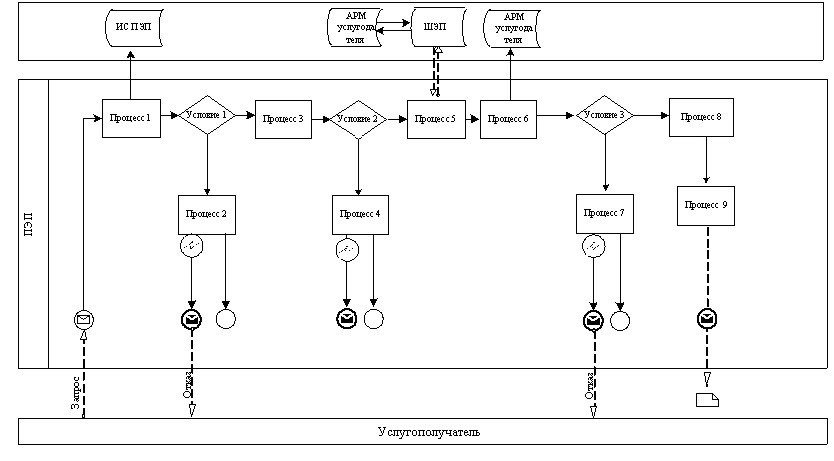 ИС ПЭП
АРМ
услугода
теля
ШЭП
АРМ
услугода
теля
Процесс 1
Условие 1
Процесс 3
Условие 2
Процесс 5
Процесс 6
Условие 3
Процесс 8
Процесс 2
Процесс 4
Процесс 7
Процесс 9
ПЭП
Запрос
Отказ
Отказ
Услугополучатель